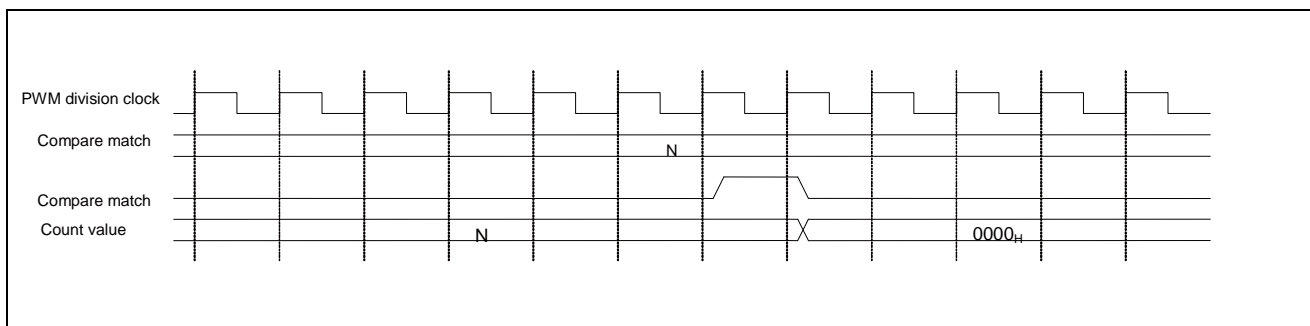 PWM division clock
Compare match
N
Compare match
Count value
N
0000H